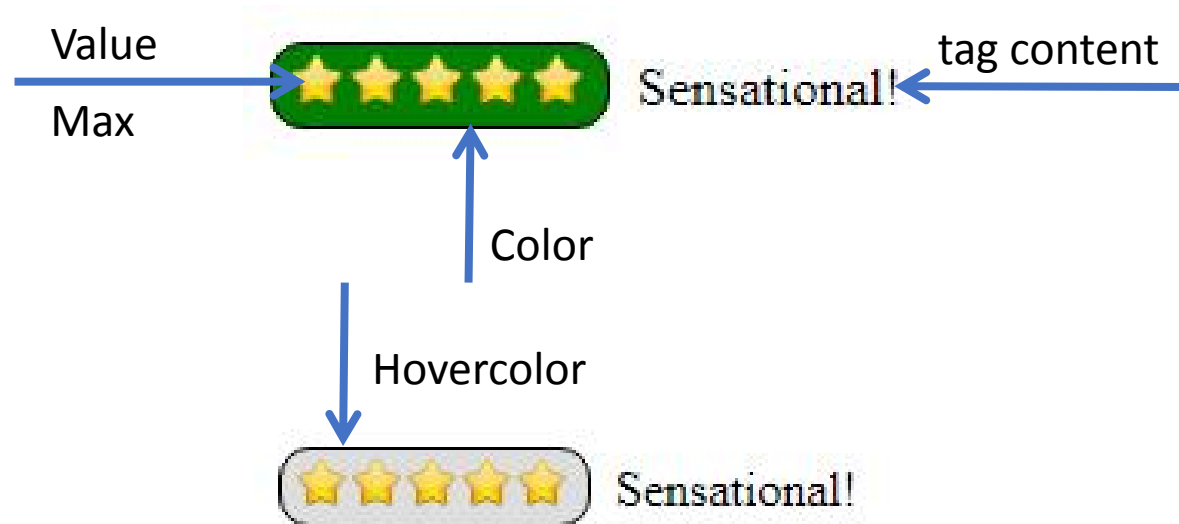 Value
Max
Sensational!
tag content
Color
Hovercolor
Sensational!